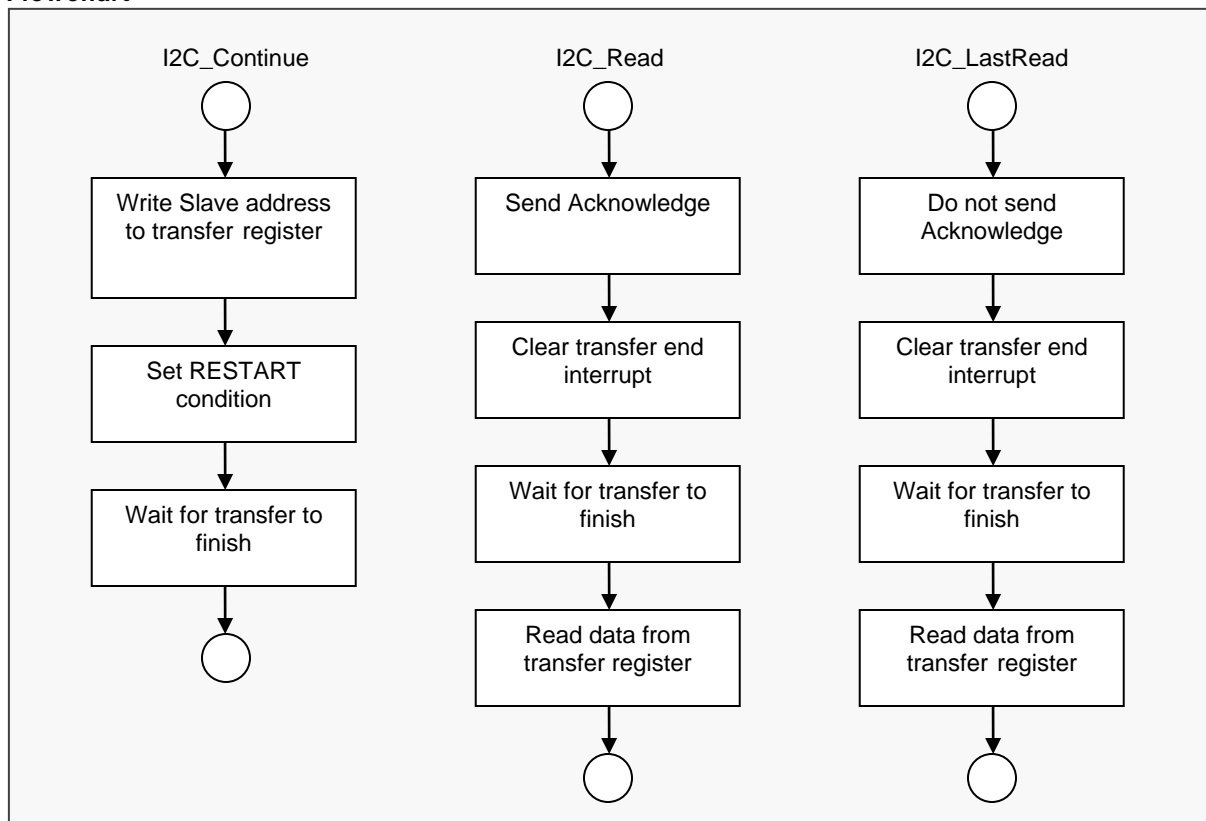 I2C_Continue
Write Slave address
to transfer register
Set RESTART
condition
Wait for transfer to
finish
I2C_Read
Send Acknowledge
Clear transfer end
interrupt
Wait for transfer to
finish
Read data from
transfer register
I2C_LastRead
Do not send
Acknowledge
Clear transfer end
interrupt
Wait for transfer to
finish
Read data from
transfer register